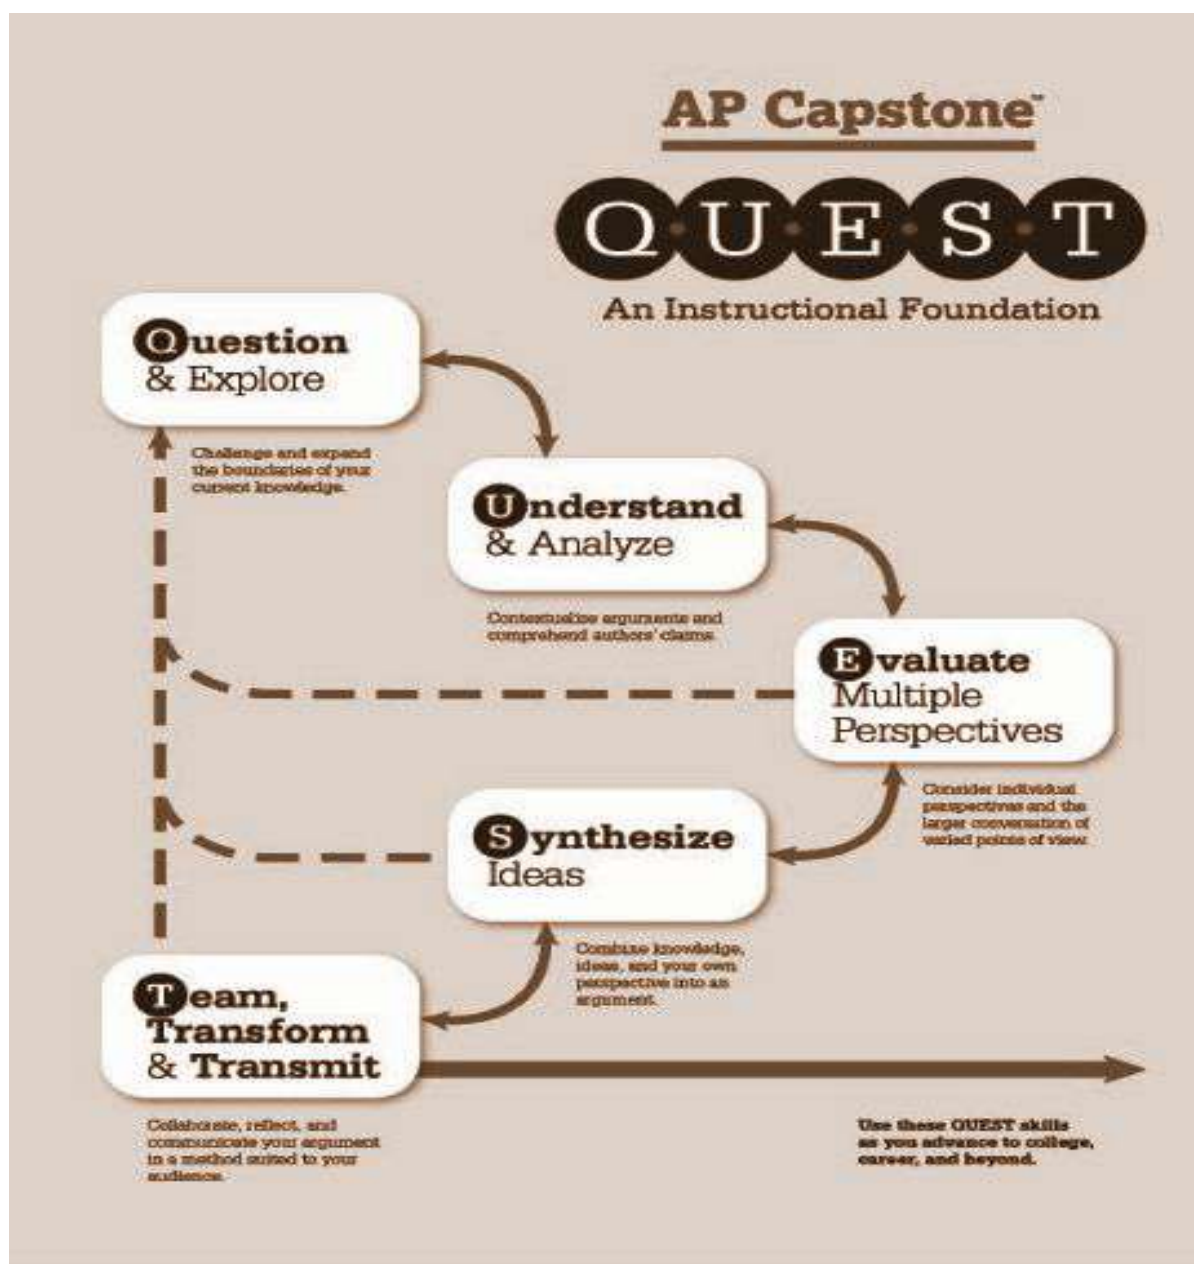 AP Capstone™
Q·U·E·S·T
An Instructional Foundation
Question
& Explore
Challenge and expand
the boundaries of your
current knowledge.
Understand
& Analyze
Contextualize arguments and
comprehend authors' claims.
Evaluate
Multiple
Perspectives
Consider individual
perspectives and the
larger conversation of
varied points of view.
Synthesize
Ideas
Combine knowledge,
ideas, and your own
perspective into an
argument.
Team,
Transform
& Transmit
Collaborate, reflect, and
communicate your argument
in a method suited to your
audience.
Use these QUEST skills
as you advance to college,
career, and beyond.